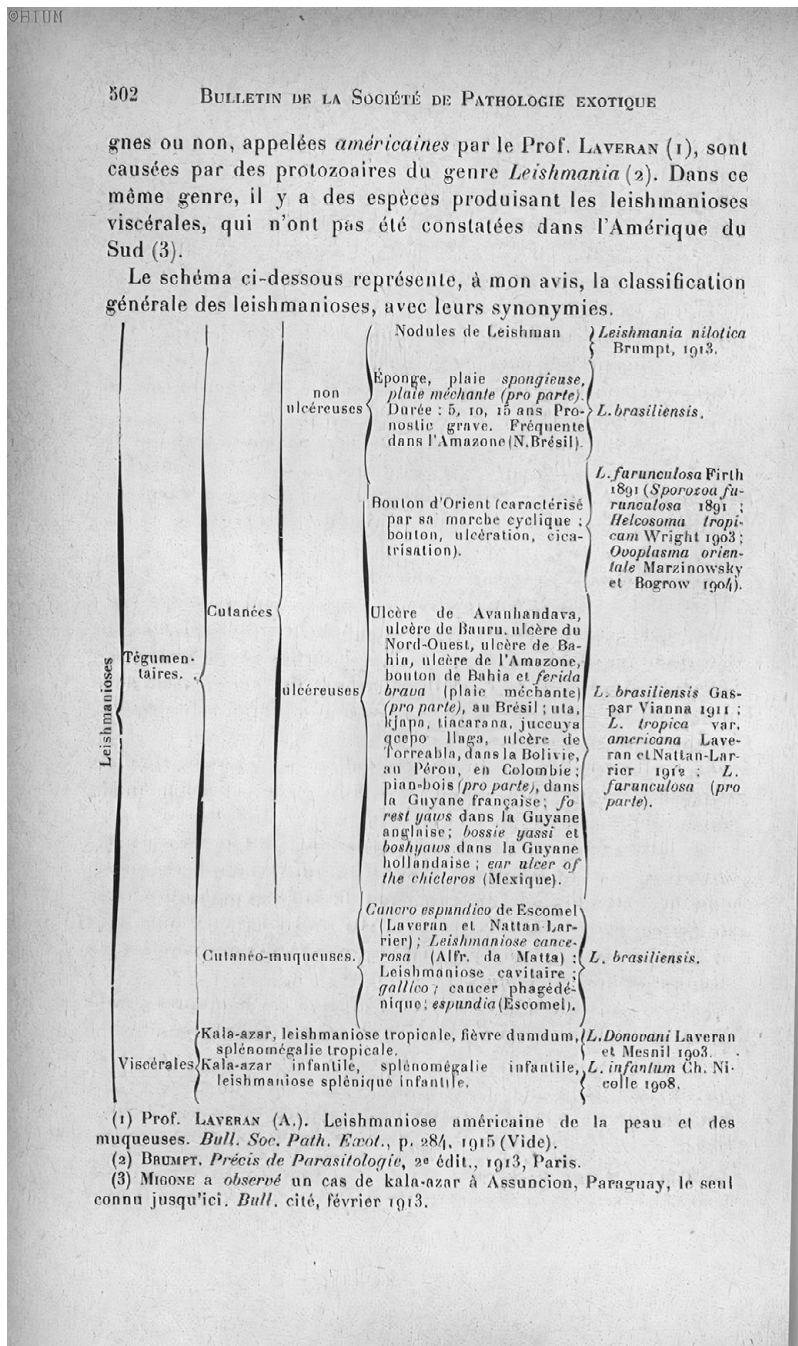 ©BIUM
502 BULLETIN DE LA SOCIÉTÉ DE PATHOLOGIE EXOTIQUE
gnes ou non, appelées américaines par le Prof. LAVERAN (1), sont
causées par des protozoaires du genre Leishmania (2). Dans ce
même genre, il y a des espèces produisant les leishmanioses
viscérales, qui n'ont pas été constatées dans l'Amérique du
Sud (3).
Le schéma ci-dessous représente, à mon avis, la classification
générale des leishmanioses, avec leurs synonymies.
Leishmanioses
Tégumen-
taires.
Cutanées
non
ulcéreuses
Nodules de Leishman
Leishmania nilotica
Brumpt, 1913.
Éponge, plaie spongieuse,
plaie méchante (pro parte).
Durée : 5, 10, 15 ans Pro-
nostic grave. Fréquente
dans l'Amazone (N. Brésil).
L. brasiliensis.
ulcéreuses
Bouton d'Orient (caractérisé
par sa marche cyclique :
bouton, ulcération, cica-
trisation).
L. farunculosa Firth
1891 (Sporozoa fu-
runculosa 1891 ;
Helcosoma tropi-
cam Wright 1903 ;
Ovoplasma orien-
tale Marzinowsky
et Bogrow 1904).
Ulcère de Avanhandava,
ulcère de Bauru, ulcère du
Nord-Ouest, ulcère de Ba-
hia, ulcère de l'Amazone,
bouton de Bahia et ferida
brava (plaie méchante)
(pro parte), au Brésil ; uta,
kjapa, tiacarana, juccuya
qcepo llaga, ulcère de
Torreabla, dans la Bolivie,
au Pérou, en Colombie ;
pian-bois (pro parte), dans
la Guyane française ; fo
rest yaws dans la Guyane
anglaise ; bossie yassi et
boshyaws dans la Guyane
hollandaise ; ear ulcer of
the chicleros (Mexique).
L. brasiliensis Gas-
par Vianna 1911 ;
L. tropica var.
americana Lave-
ran et Nattan-Lar-
rier 1912 ; L.
farunculosa (pro
parte).
Cutanéo-muqueuses.
Cancro espundico de Escomel
(Laveran et Nattan-Lar-
rier) ; Leishmaniose cance-
rosa (Alfr. da Matta) :
Leishmaniose cavitaire ;
gallico ; cancer phagédé-
nique ; espundia (Escomel).
L. brasiliensis.
Viscérales
Kala-azar, leishmaniose tropicale, fièvre dumdum,
splénomégalie tropicale.
L. Donovani Laveran
et Mesnil 1903.
Kala-azar infantile, splénomégalie infantile,
leishmaniose splénique infantile.
L. infantum Ch. Ni-
colle 1908.
(1) Prof. LAVERAN (A.). Leishmaniose américaine de la peau et des
muqueuses. Bull. Soc. Path. Exot., p. 284, 1915 (Vide).
(2) BRUMPT. Précis de Parasitologie, 2e édit., 1913, Paris.
(3) MIGONE a observé un cas de kala-azar à Assuncion, Paraguay, le seul
connu jusqu'ici. Bull. cité, février 1913.